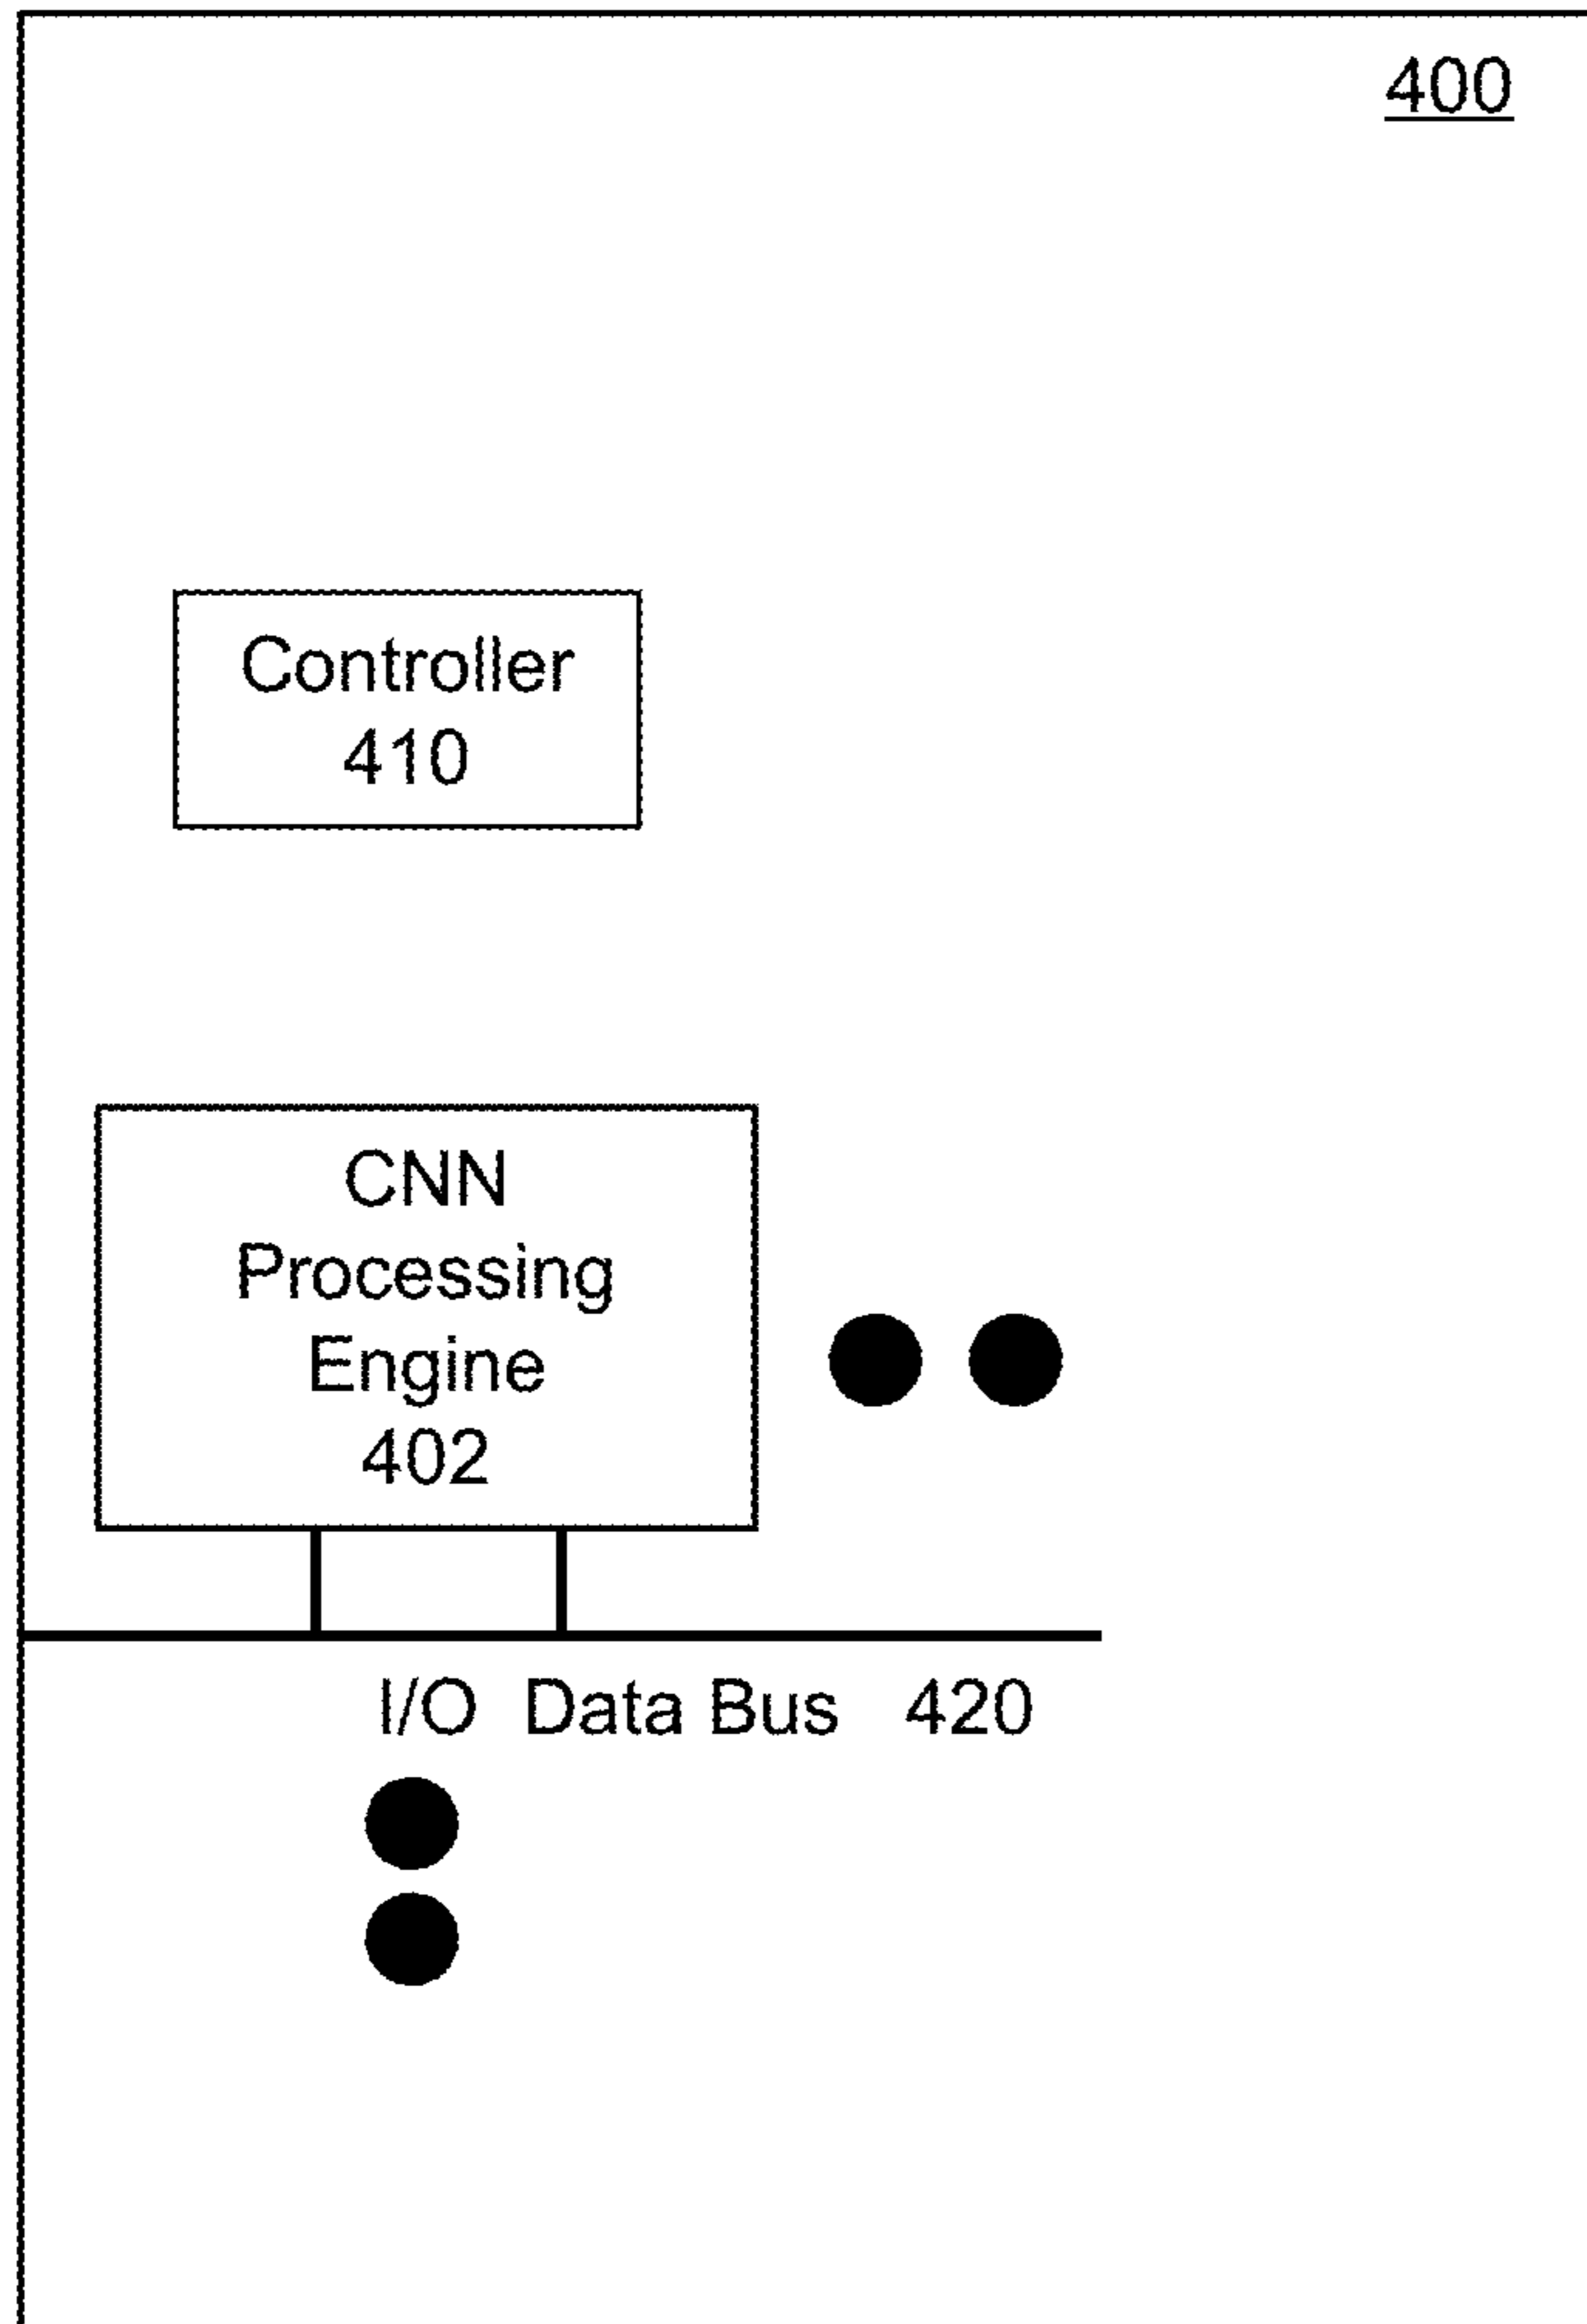 400
Controller
410
CNN
Processing
Engine
402
I/O Data Bus 420